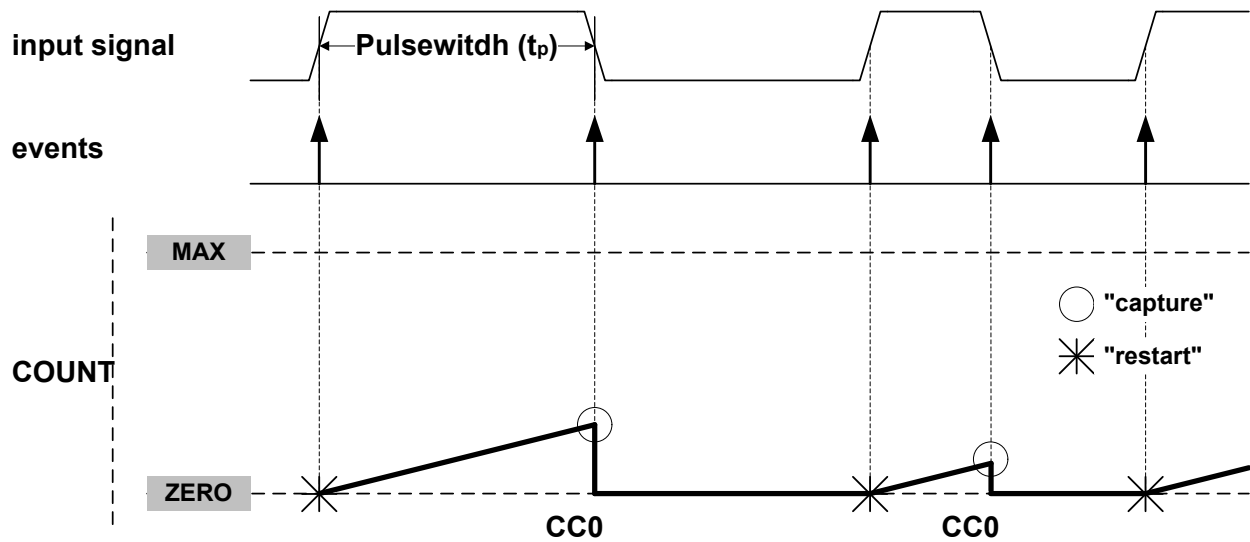 input signal
Pulsewitdh (tp)
events
MAX
"capture"
"restart"
COUNT
ZERO
CC0
CC0